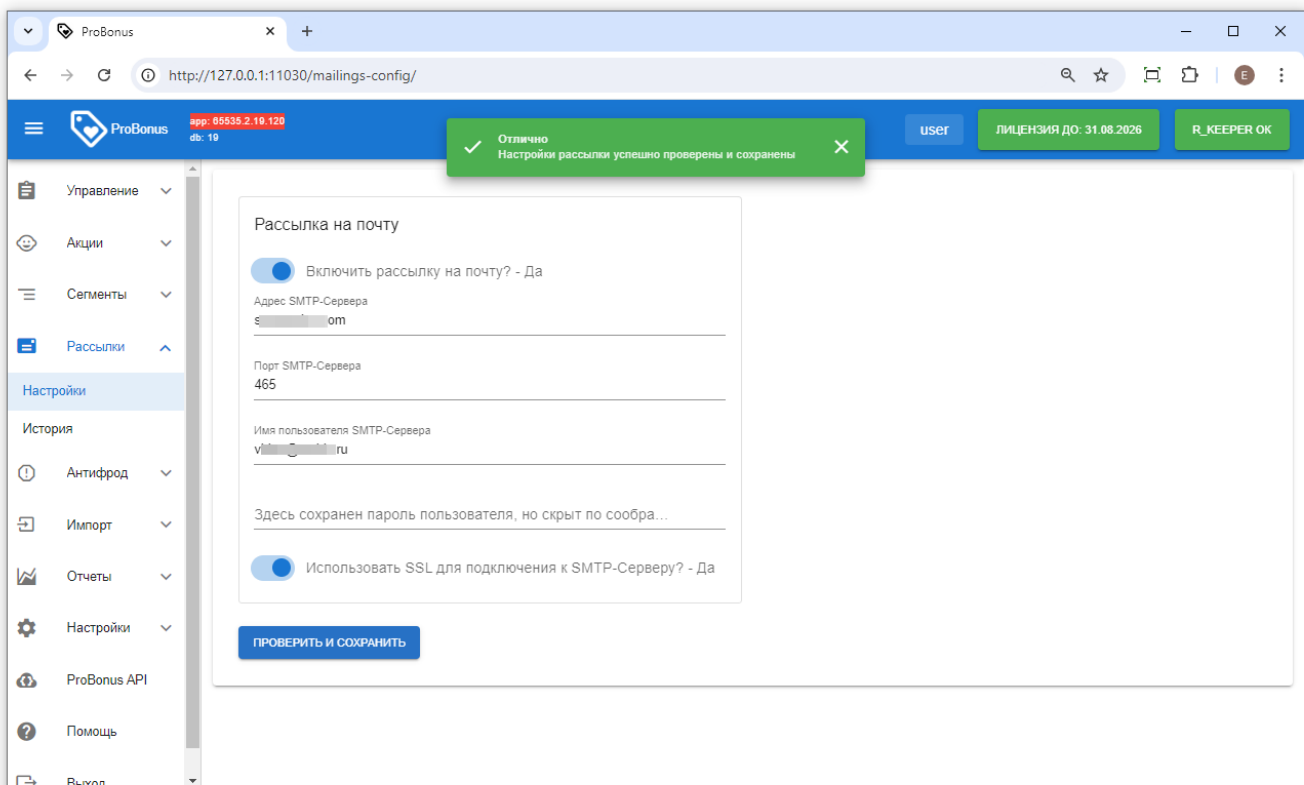 ProBonus
http://127.0.0.1:11030/mailings-config/
E
ProBonus
app: 65535.2.19.120
db: 19
Отлично
Настройки рассылки успешно проверены и сохранены
user
ЛИЦЕНЗИЯ ДО: 31.08.2026
R_KEEPER OK
Управление
Акции
Сегменты
Рассылки
Настройки
История
Антифрод
Импорт
Отчеты
Настройки
ProBonus API
Помощь
Выход
Рассылка на почту
Включить рассылку на почту? - Да
Адрес SMTP-Сервера
s om
Порт SMTP-Сервера
465
Имя пользователя SMTP-Сервера
v ru
Здесь сохранен пароль пользователя, но скрыт по сообра...
Использовать SSL для подключения к SMTP-Серверу? - Да
ПРОВЕРИТЬ И СОХРАНИТЬ